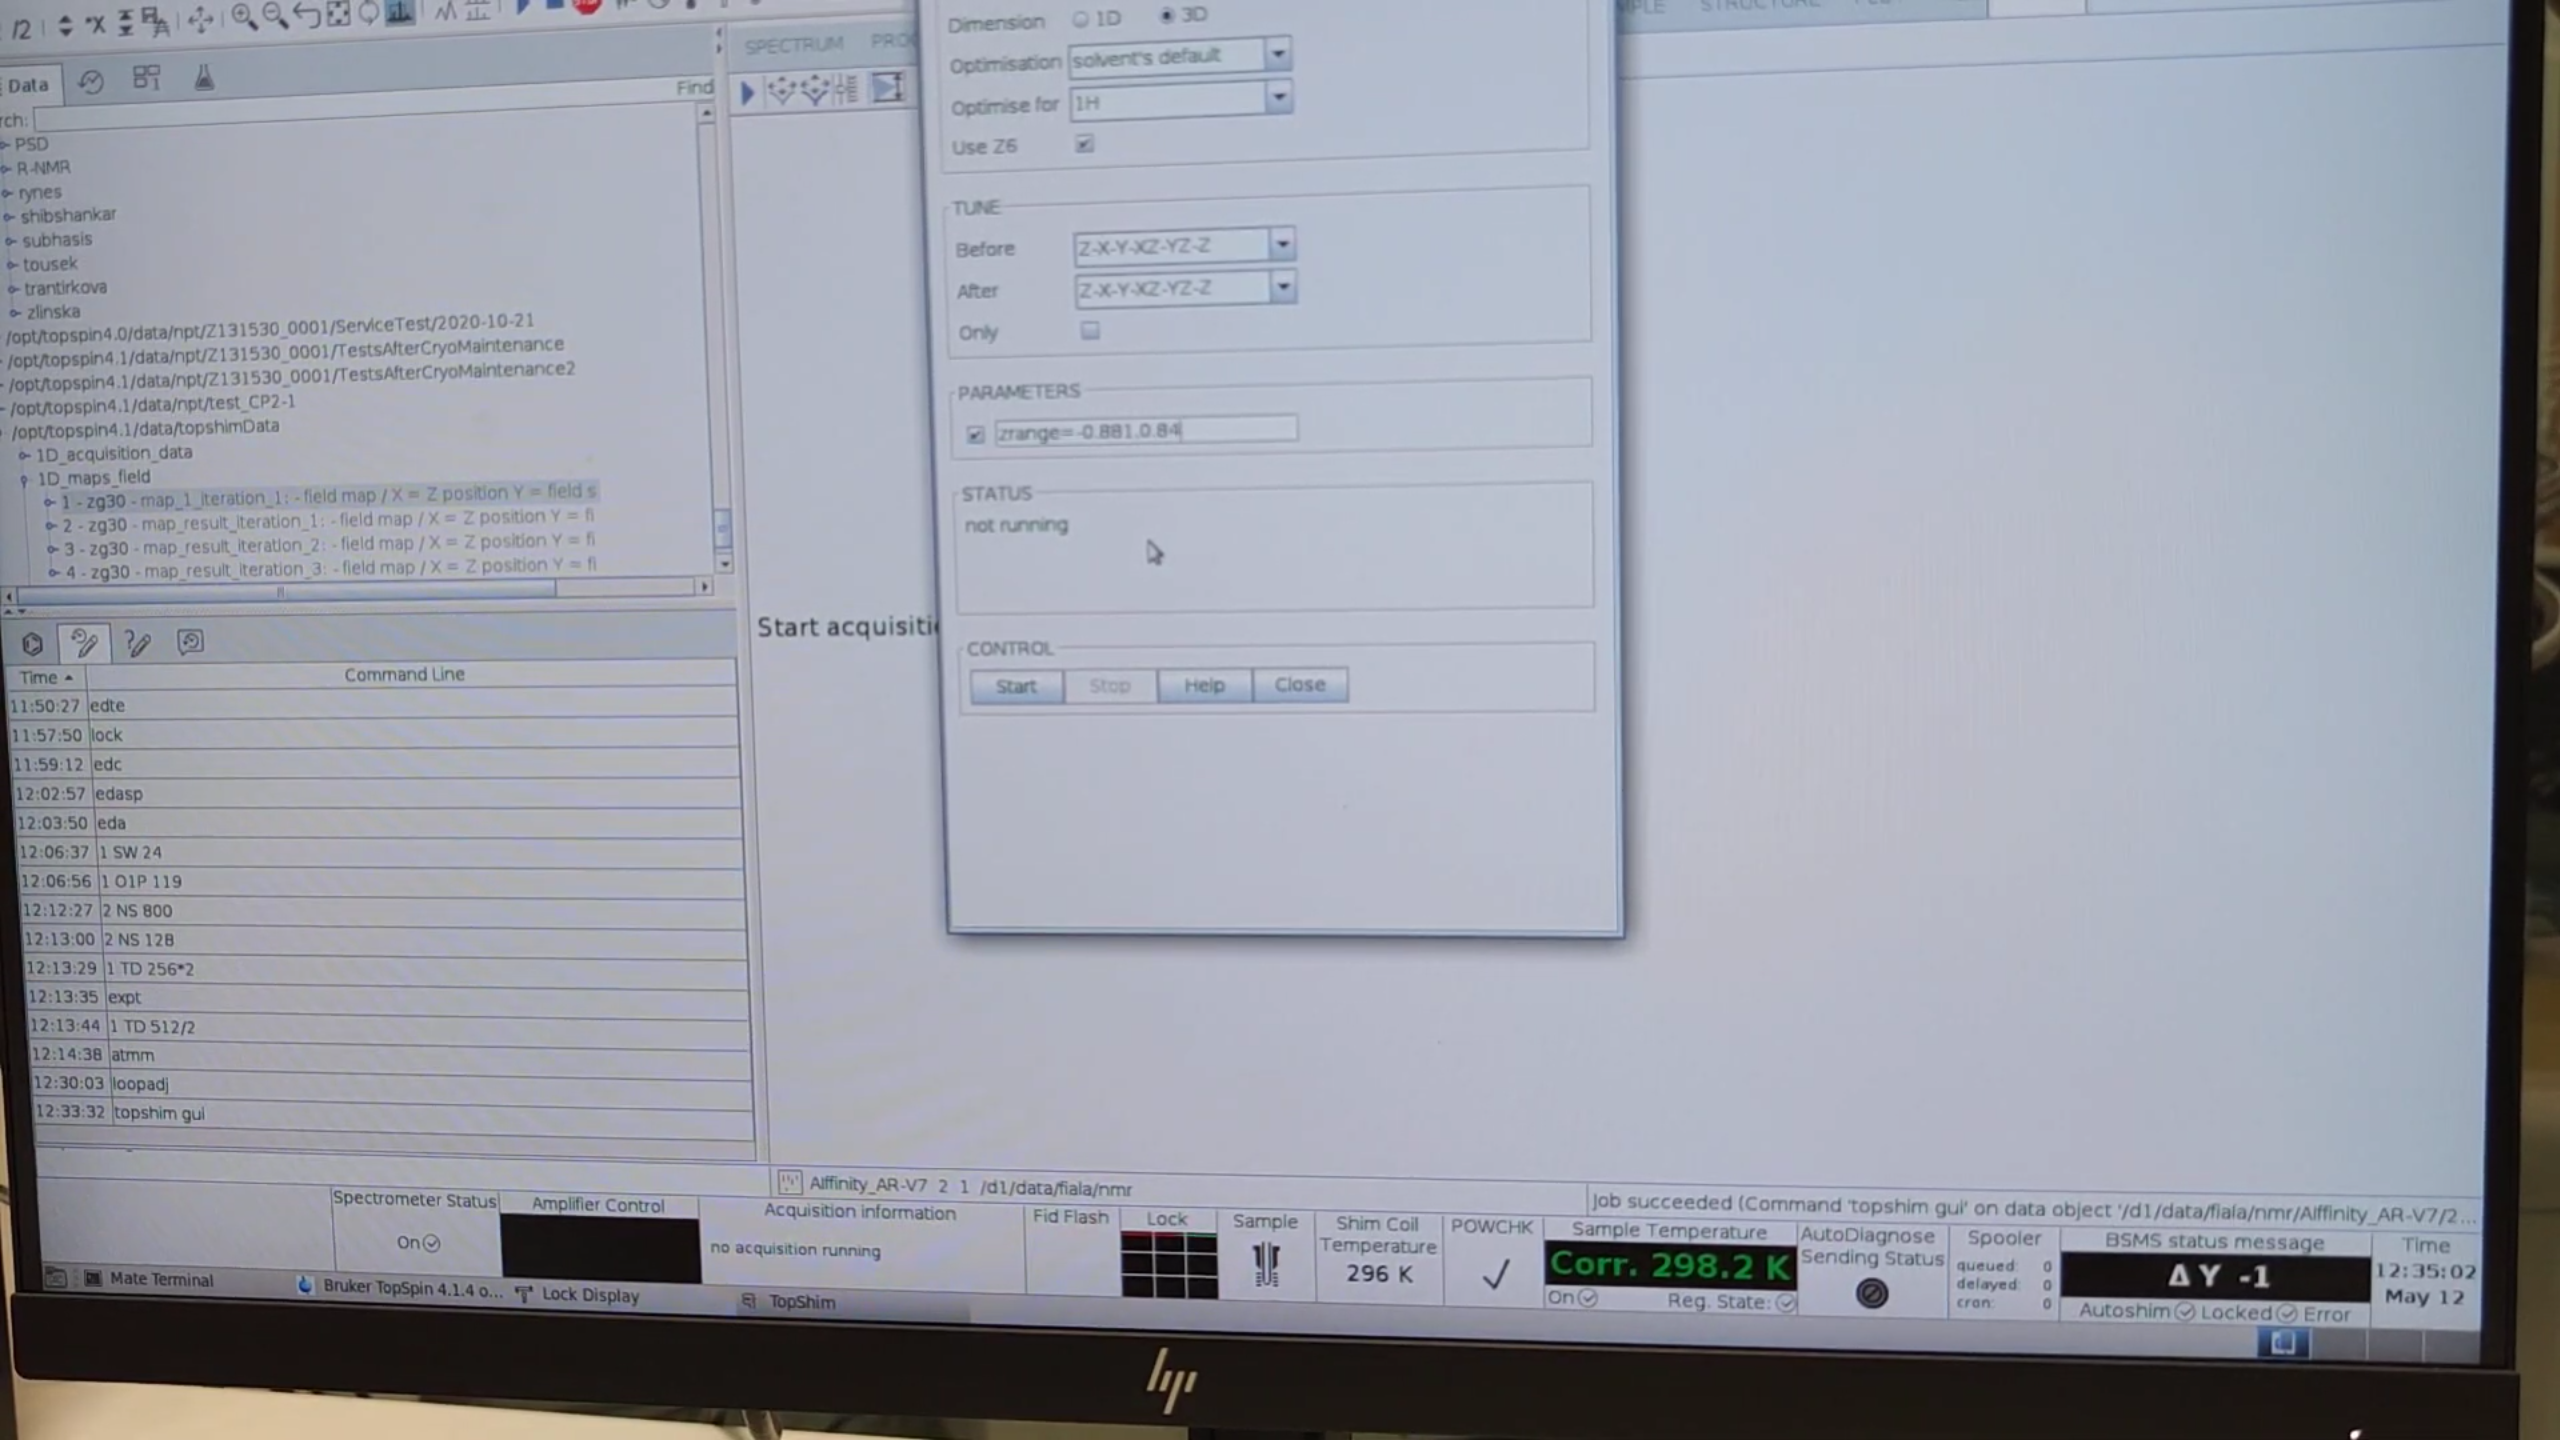 /2
Data
Find
rch:
PSD
R-NMR
rynes
shibshankar
subhasis
tousek
trantirkova
zlinska
/opt/topspin4.0/data/npt/Z131530_0001/ServiceTest/2020-10-21
/opt/topspin4.1/data/npt/Z131530_0001/TestsAfterCryoMaintenance
/opt/topspin4.1/data/npt/Z131530_0001/TestsAfterCryoMaintenance2
/opt/topspin4.1/data/npt/test_CP2-1
/opt/topspin4.1/data/topshimData
1D_acquisition_data
1D_maps_field
1 - zg30 - map_1_iteration_1: - field map / X = Z position Y = field s
2 - zg30 - map_result_iteration_1: - field map / X = Z position Y = fi
3 - zg30 - map_result_iteration_2: - field map / X = Z position Y = fi
4 - zg30 - map_result_iteration_3: - field map / X = Z position Y = fi
Time Command Line
11:50:27 edte
11:57:50 lock
11:59:12 edc
12:02:57 edasp
12:03:50 eda
12:06:37 1 SW 24
12:06:56 1 O1P 119
12:12:27 2 NS 800
12:13:00 2 NS 128
12:13:29 1 TD 256*2
12:13:35 expt
12:13:44 1 TD 512/2
12:14:38 atmm
12:30:03 loopadj
12:33:32 topshim gui
SPECTRUM PROC
Start acquisiti
Dimension 1D 3D
Optimisation solvent's default
Optimise for 1H
Use Z6
TUNE
Before Z-X-Y-XZ-YZ-Z
After Z-X-Y-XZ-YZ-Z
Only
PARAMETERS
zrange=-0.881,0.84
STATUS
not running
CONTROL
Start Stop Help Close
STRUCTURE
Aiffinity_AR-V7 2 1 /d1/data/fiala/nmr
Job succeeded (Command 'topshim gui' on data object '/d1/data/fiala/nmr/Aiffinity_AR-V7/2...
Spectrometer Status
On
Amplifier Control
Acquisition information
no acquisition running
Fid Flash
Lock
Sample
Shim Coil
Temperature
296 K
POWCHK
Sample Temperature
Corr. 298.2 K
On Reg. State:
AutoDiagnose
Sending Status
Spooler
queued: 0
delayed: 0
cron: 0
BSMS status message
Δ Y -1
Autoshim Locked Error
Time
12:35:02
May 12
Mate Terminal
Bruker TopSpin 4.1.4 o...
Lock Display
TopShim
hp